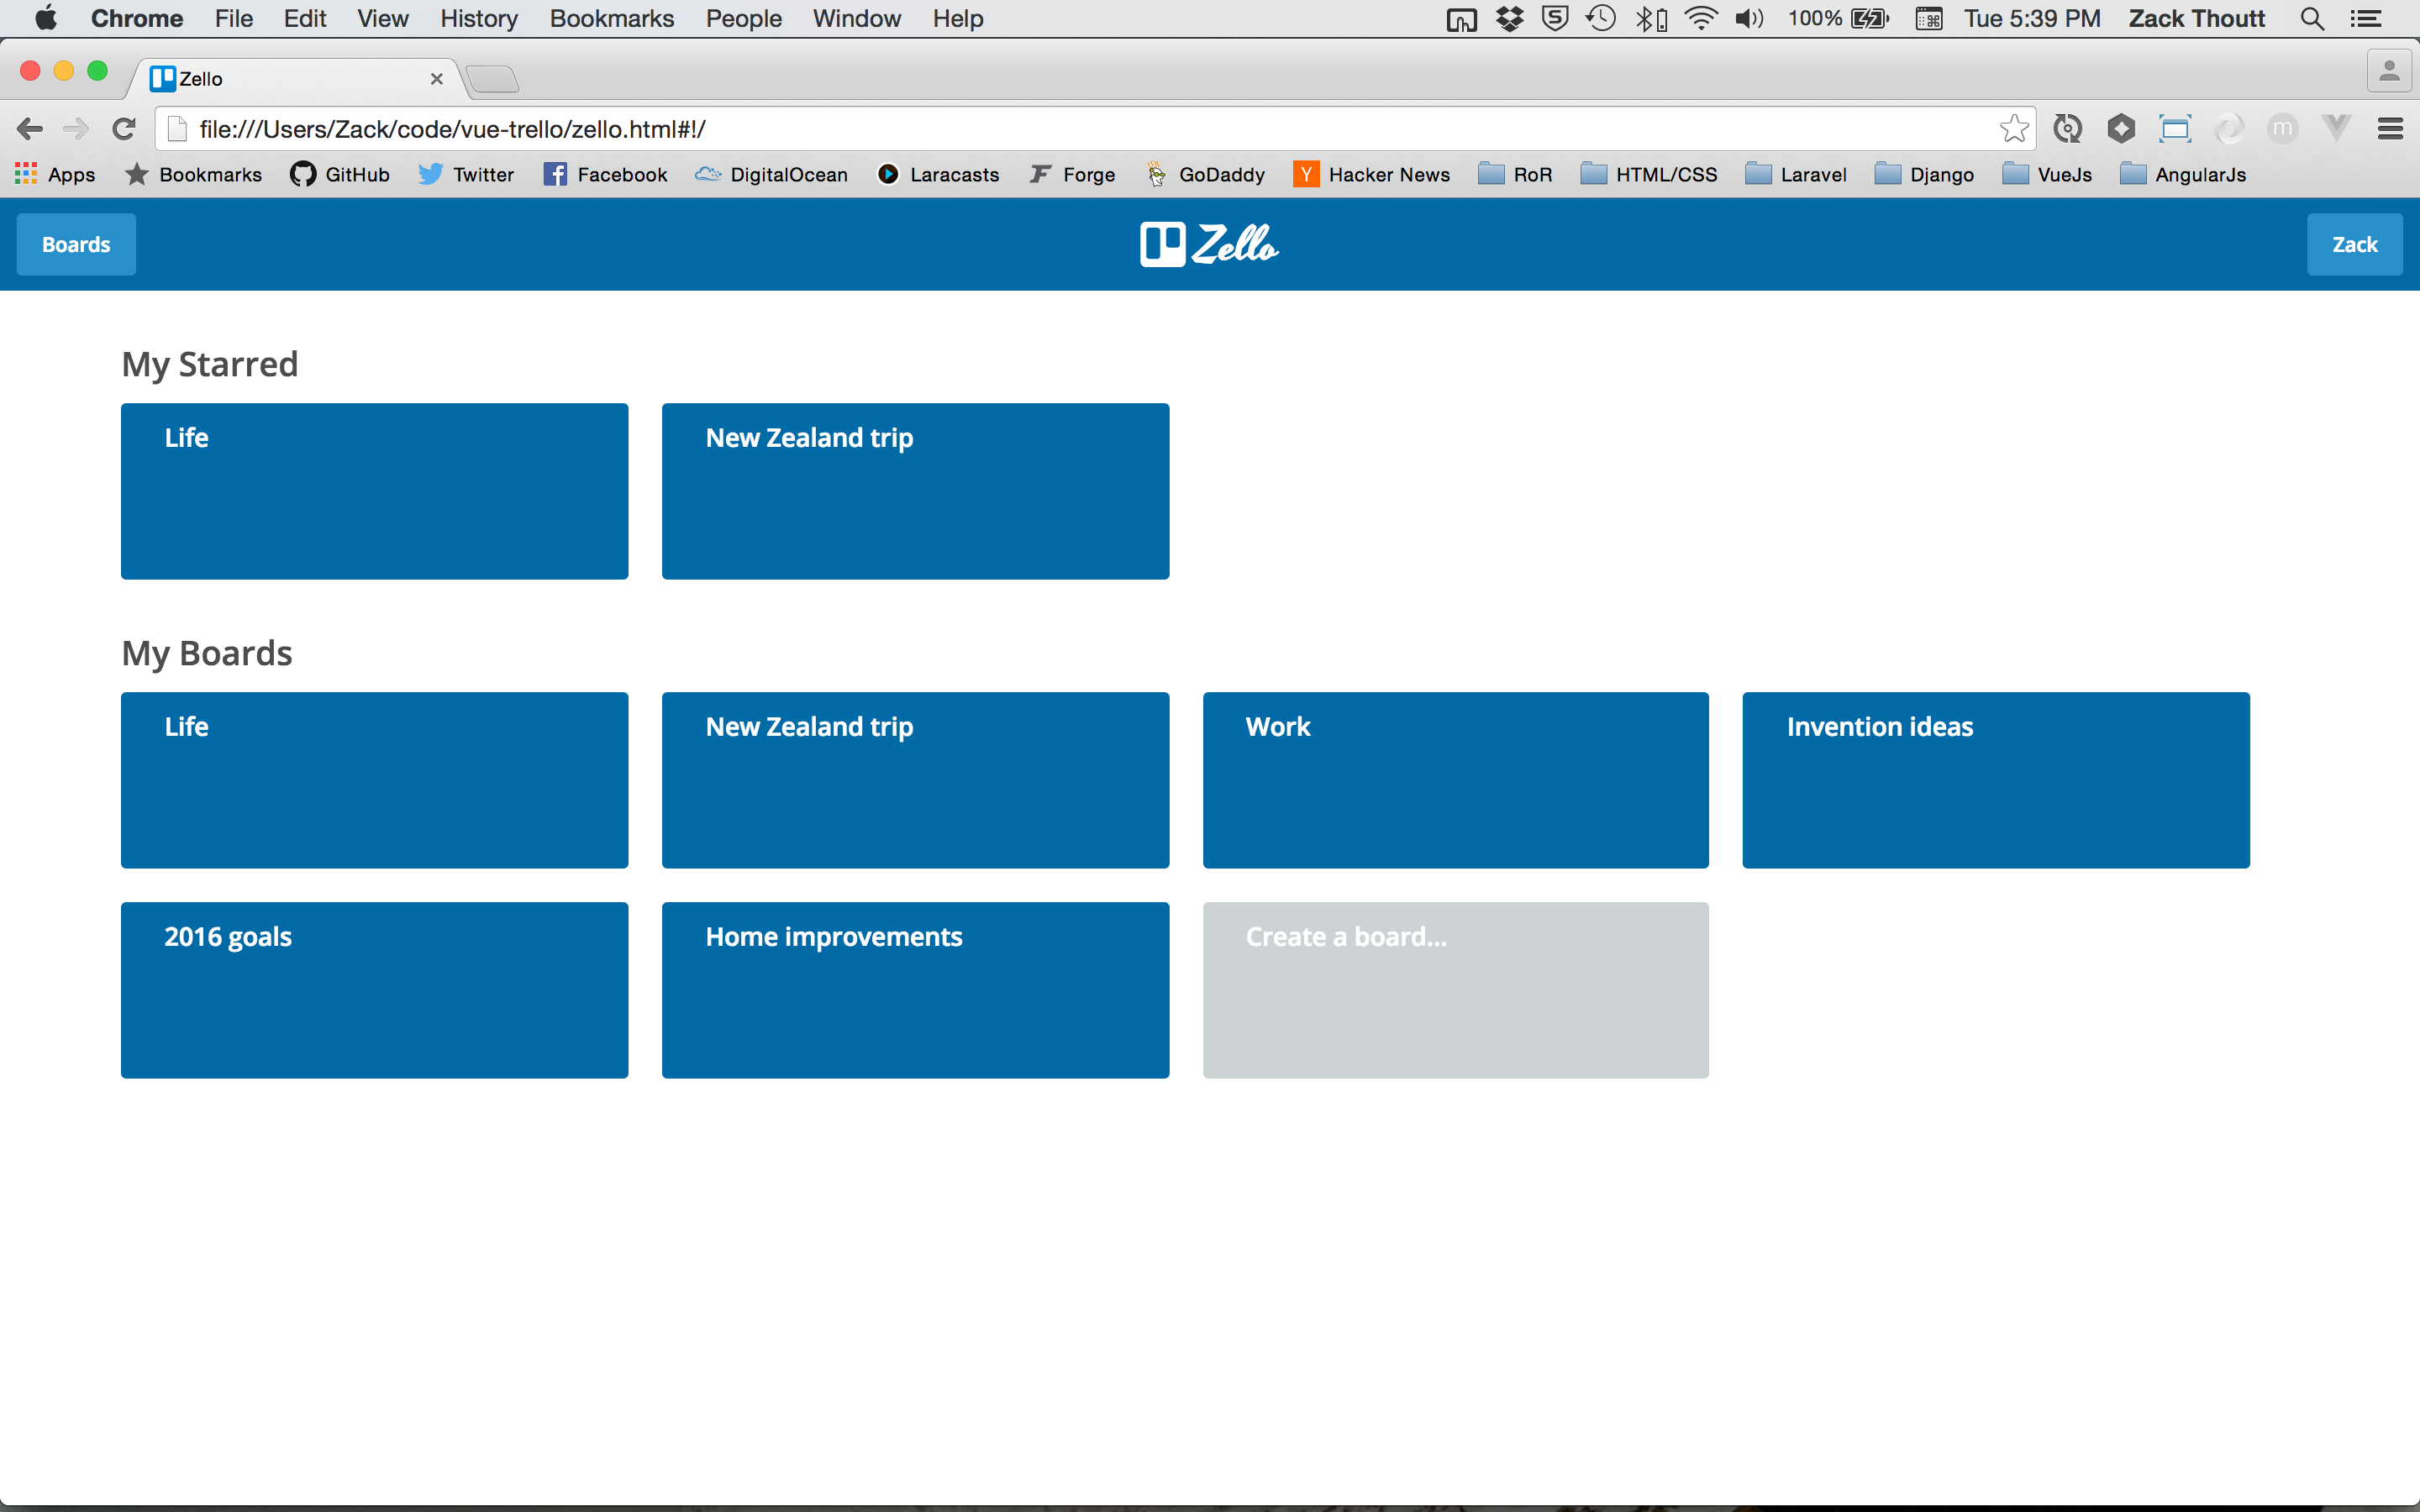 Chrome File Edit View History Bookmarks People Window Help 100% Tue 5:39 PM Zack Thoutt
Zello
file:///Users/Zack/code/vue-trello/zello.html#!/ m
Apps Bookmarks GitHub Twitter Facebook DigitalOcean Laracasts Forge GoDaddy Y Hacker News RoR HTML/CSS Laravel Django VueJs AngularJs
Boards Zello Zack
My Starred
Life New Zealand trip
My Boards
Life New Zealand trip Work Invention ideas
2016 goals Home improvements Create a board...